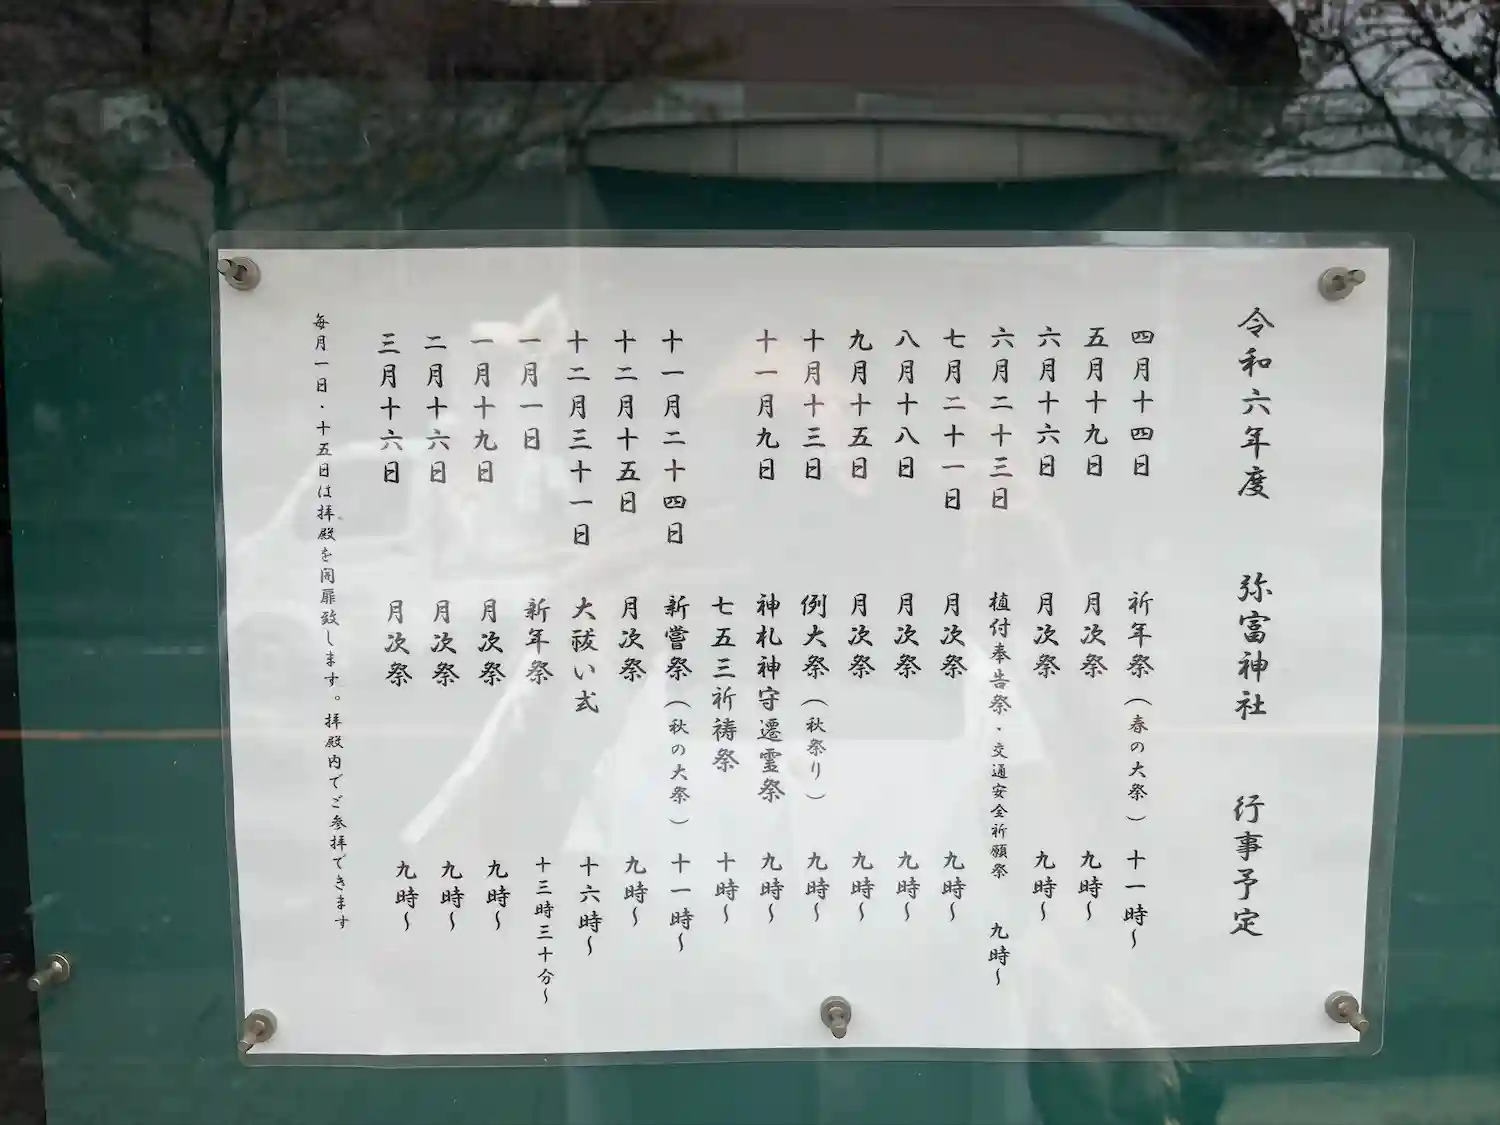 令和六年度 弥富神社 行事予定
四月十四日 祈年祭（春の大祭） 十一時～
五月十九日 月次祭 九時～
六月十六日 月次祭 九時～
六月二十三日 植付奉告祭・交通安全祈願祭 九時～
七月二十一日 月次祭 九時～
八月十八日 月次祭 九時～
九月十五日 月次祭 九時～
十月十三日 例大祭（秋祭り） 九時～
十一月九日 神札神守遷霊祭 九時～
七五三祈祷祭 十時～
十一月二十四日 新嘗祭（秋の大祭） 十一時～
十二月十五日 月次祭 九時～
十二月三十一日 大祓い式 十六時～
一月一日 新年祭 十三時三十分～
一月十九日 月次祭 九時～
二月十六日 月次祭 九時～
三月十六日 月次祭 九時～
毎月一日・十五日は拝殿を開扉致します。拝殿内でご参拝できます